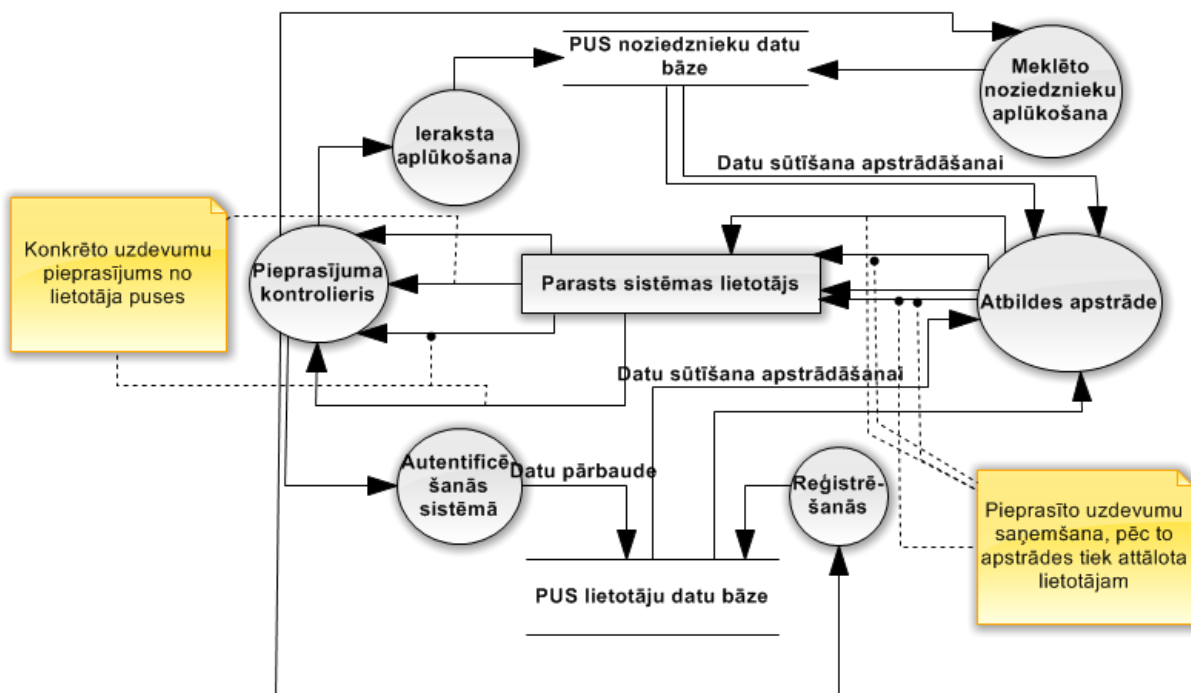 PUS noziedznieku datu
bāze
Meklēto
noziedznieku
aplūkošana
Ieraksta
aplūkošana
Datu sūtīšana apstrādāšanai
Konkrēto uzdevumu
pieprasījums no
lietotāja puses
Pieprasījuma
kontrolieris
Parasts sistēmas lietotājs
Atbildes apstrāde
Datu sūtīšana apstrādāšanai
Autentificē
šanās
sistēmā
Datu pārbaude
Reģistrē-
šanās
Pieprasīto uzdevumu
saņemšana, pēc to
apstrādes tiek attālota
lietotājam
PUS lietotāju datu bāze